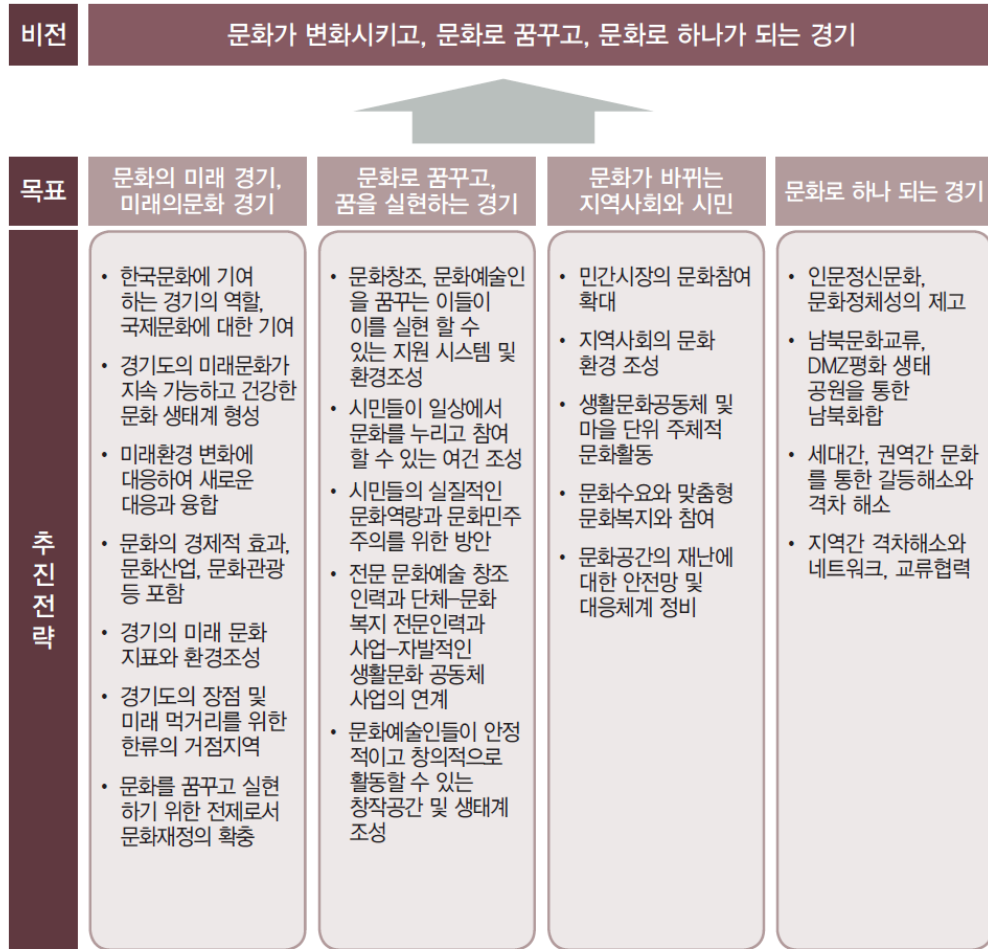 비전
문화가 변화시키고, 문화로 꿈꾸고, 문화로 하나가 되는 경기
목표
문화의 미래 경기,
미래의문화 경기
문화로 꿈꾸고,
꿈을 실현하는 경기
문화가 바뀌는
지역사회와 시민
문화로 하나 되는 경기
추진전략
• 한국문화에 기여
하는 경기의 역할,
국제문화에 대한 기여
• 경기도의 미래문화가
지속 가능하고 건강한
문화 생태계 형성
• 미래환경 변화에
대응하여 새로운
대응과 융합
• 문화의 경제적 효과,
문화산업, 문화관광
등 포함
• 경기의 미래 문화
지표와 환경조성
• 경기도의 장점 및
미래 먹거리를 위한
한류의 거점지역
• 문화를 꿈꾸고 실현
하기 위한 전제로서
문화재정의 확충
• 문화창조, 문화예술인
을 꿈꾸는 이들이
이를 실현 할 수
있는 지원 시스템 및
환경조성
• 시민들이 일상에서
문화를 누리고 참여
할 수 있는 여건 조성
• 시민들의 실질적인
문화역량과 문화민주
주의를 위한 방안
• 전문 문화예술 창조
인력과 단체–문화
복지 전문인력과
사업–자발적인
생활문화 공동체
사업의 연계
• 문화예술인들이 안정
적이고 창의적으로
활동할 수 있는
창작공간 및 생태계
조성
• 민간시장의 문화참여
확대
• 지역사회의 문화
환경 조성
• 생활문화공동체 및
마을 단위 주체적
문화활동
• 문화수요와 맞춤형
문화복지와 참여
• 문화공간의 재난에
대한 안전망 및
대응체계 정비
• 인문정신문화,
문화정체성의 제고
• 남북문화교류,
DMZ평화 생태
공원을 통한
남북화합
• 세대간, 권역간 문화
를 통한 갈등해소와
격차 해소
• 지역간 격차해소와
네트워크, 교류협력